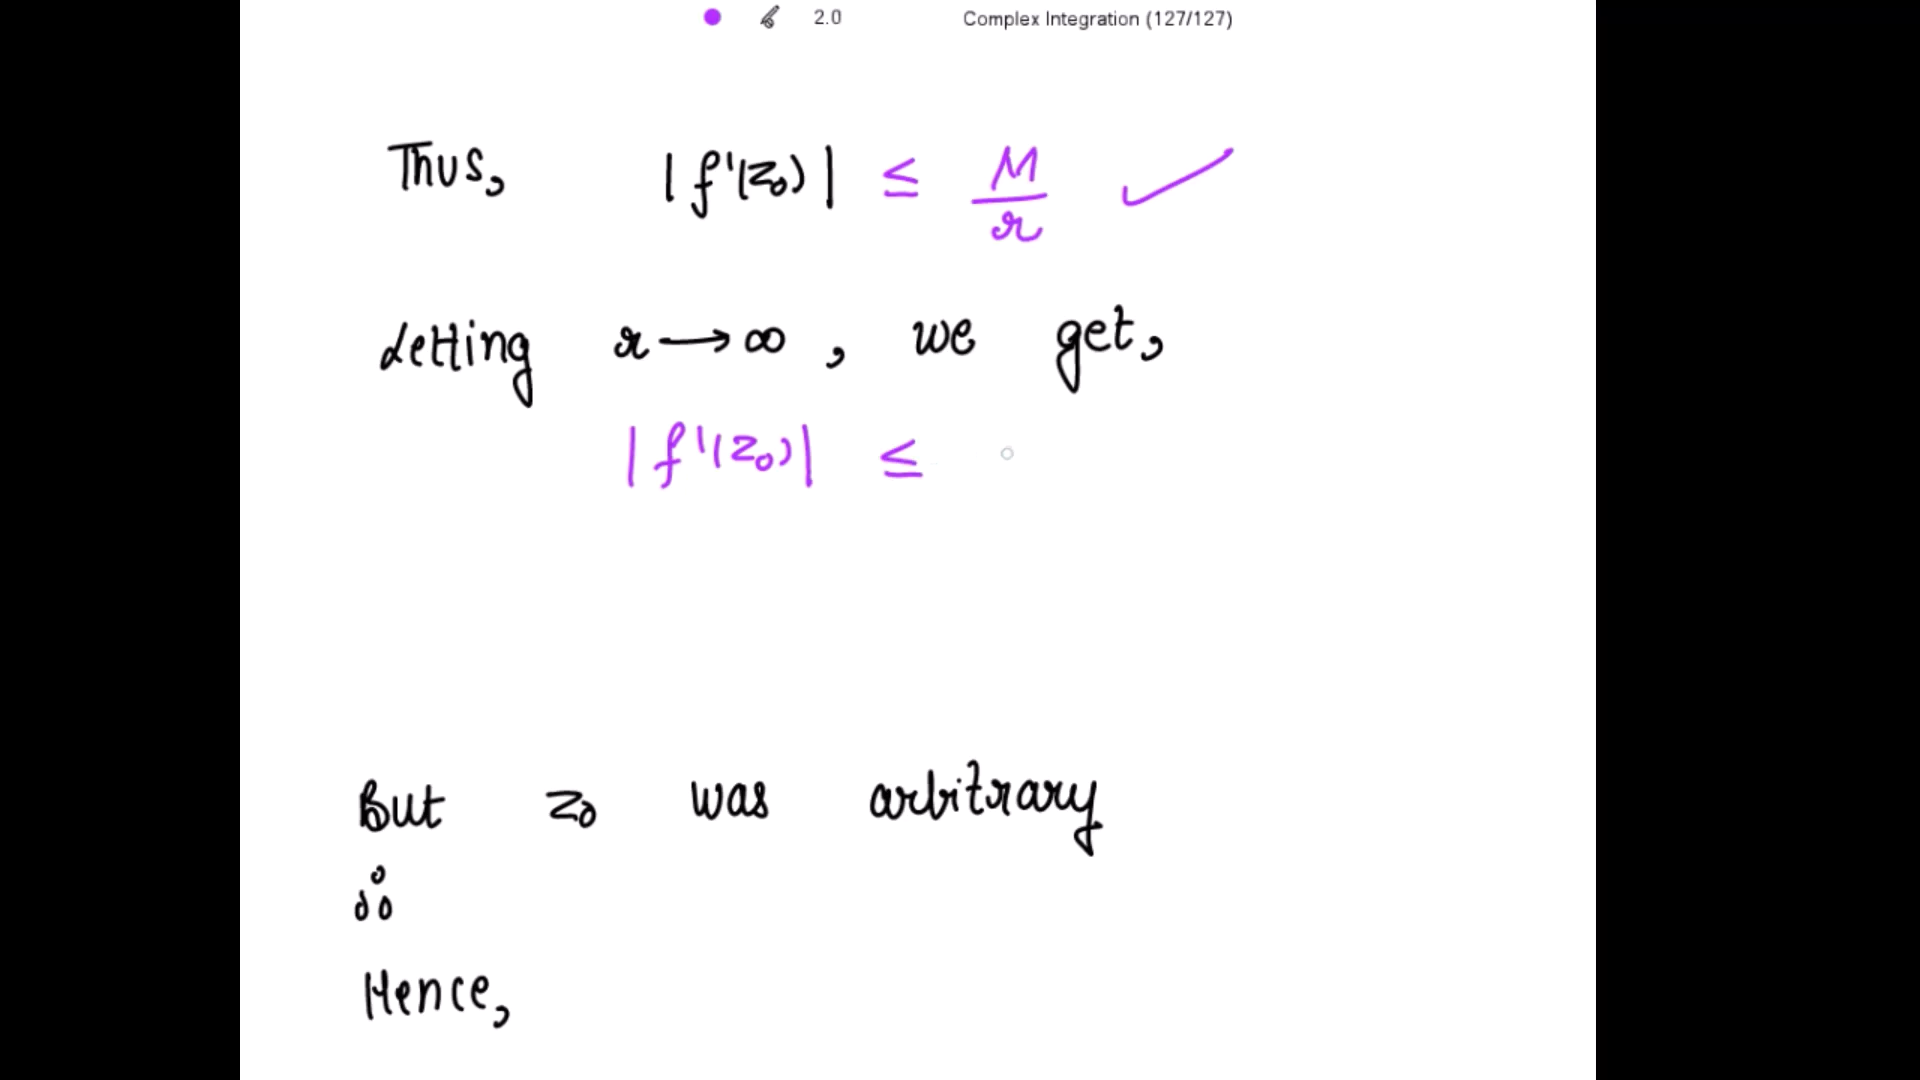 2.0 Complex Integration (127/127)
Thus, |f'(z₀)| ≤ M/r
Letting r → ∞, we get,
|f'(z₀)| ≤
But z₀ was arbitrary
∴
Hence,